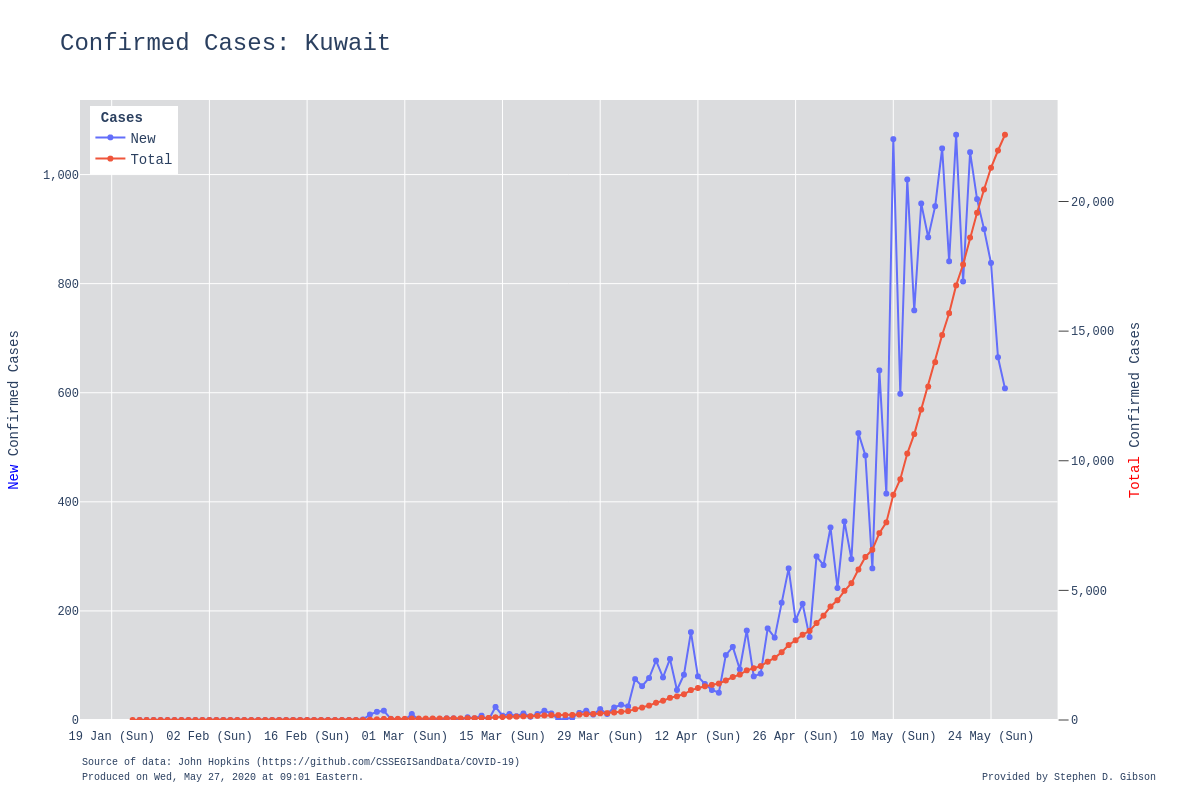 Confirmed Cases: Kuwait
Cases
New
Total
1,000
800
600
400
200
0
20,000
15,000
10,000
5,000
0
New Confirmed Cases
Total Confirmed Cases
19 Jan (Sun) 02 Feb (Sun) 16 Feb (Sun) 01 Mar (Sun) 15 Mar (Sun) 29 Mar (Sun) 12 Apr (Sun) 26 Apr (Sun) 10 May (Sun) 24 May (Sun)
Source of data: John Hopkins (https://github.com/CSSEGISandData/COVID-19)
Produced on Wed, May 27, 2020 at 09:01 Eastern.
Provided by Stephen D. Gibson